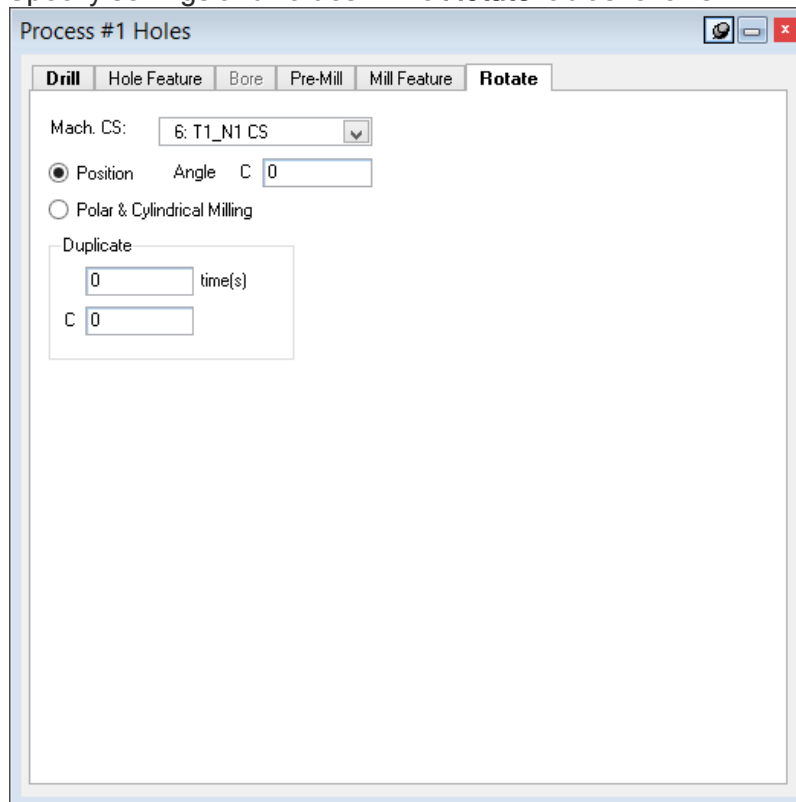 Process #1 Holes
Drill Hole Feature Bore Pre-Mill Mill Feature Rotate
Mach. CS: 6: T1_N1 CS
Position Angle C 0
Polar & Cylindrical Milling
Duplicate
0 time(s)
C 0